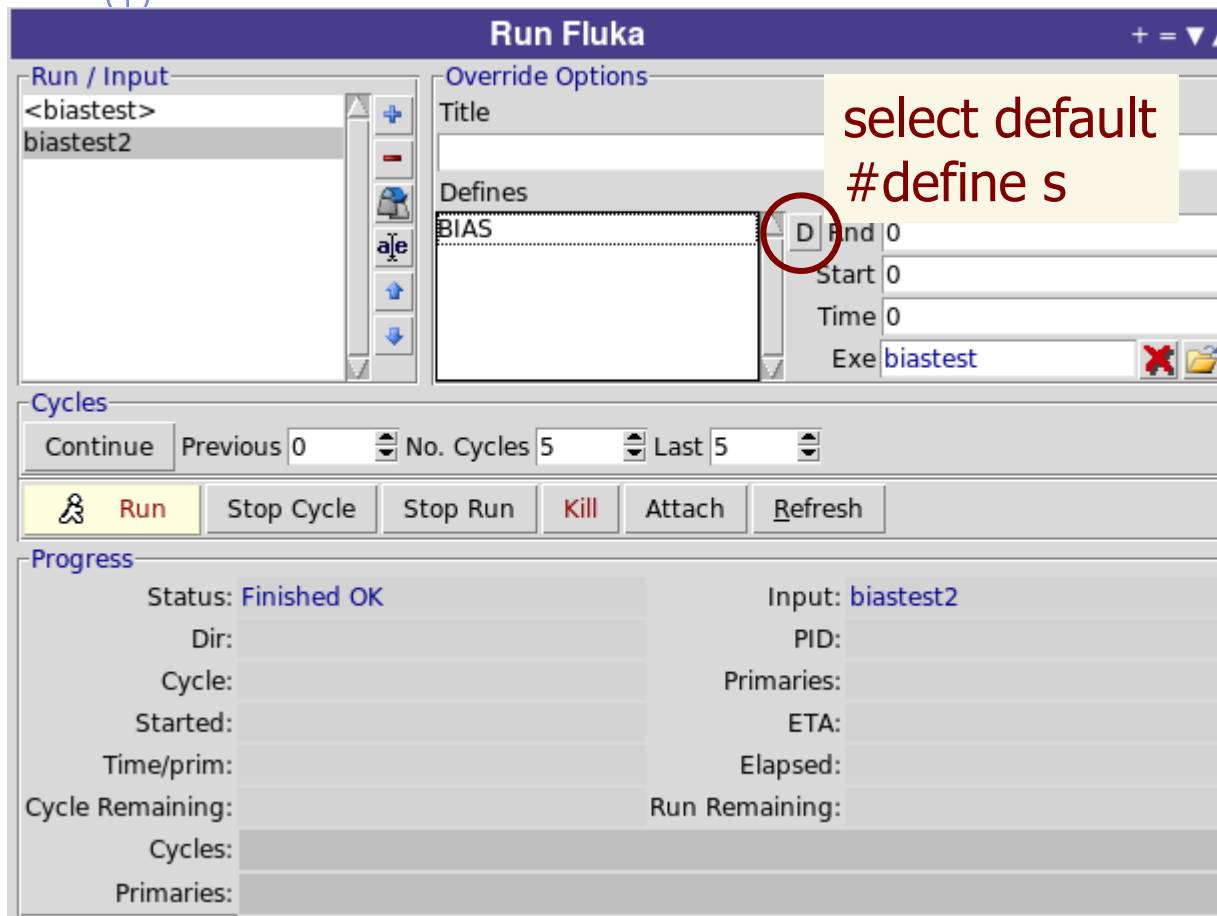 (φ)
Run Fluka
Run / Input
<biastest>
biastest2
Override Options
Title
select default
#define s
Defines
BIAS
D
Rnd 0
Start 0
Time 0
Exe biastest
Cycles
Continue Previous 0 No. Cycles 5 Last 5
Run Stop Cycle Stop Run Kill Attach Refresh
Progress
Status: Finished OK Input: biastest2
Dir: PID:
Cycle: Primaries:
Started: ETA:
Time/prim: Elapsed:
Cycle Remaining: Run Remaining:
Cycles:
Primaries: